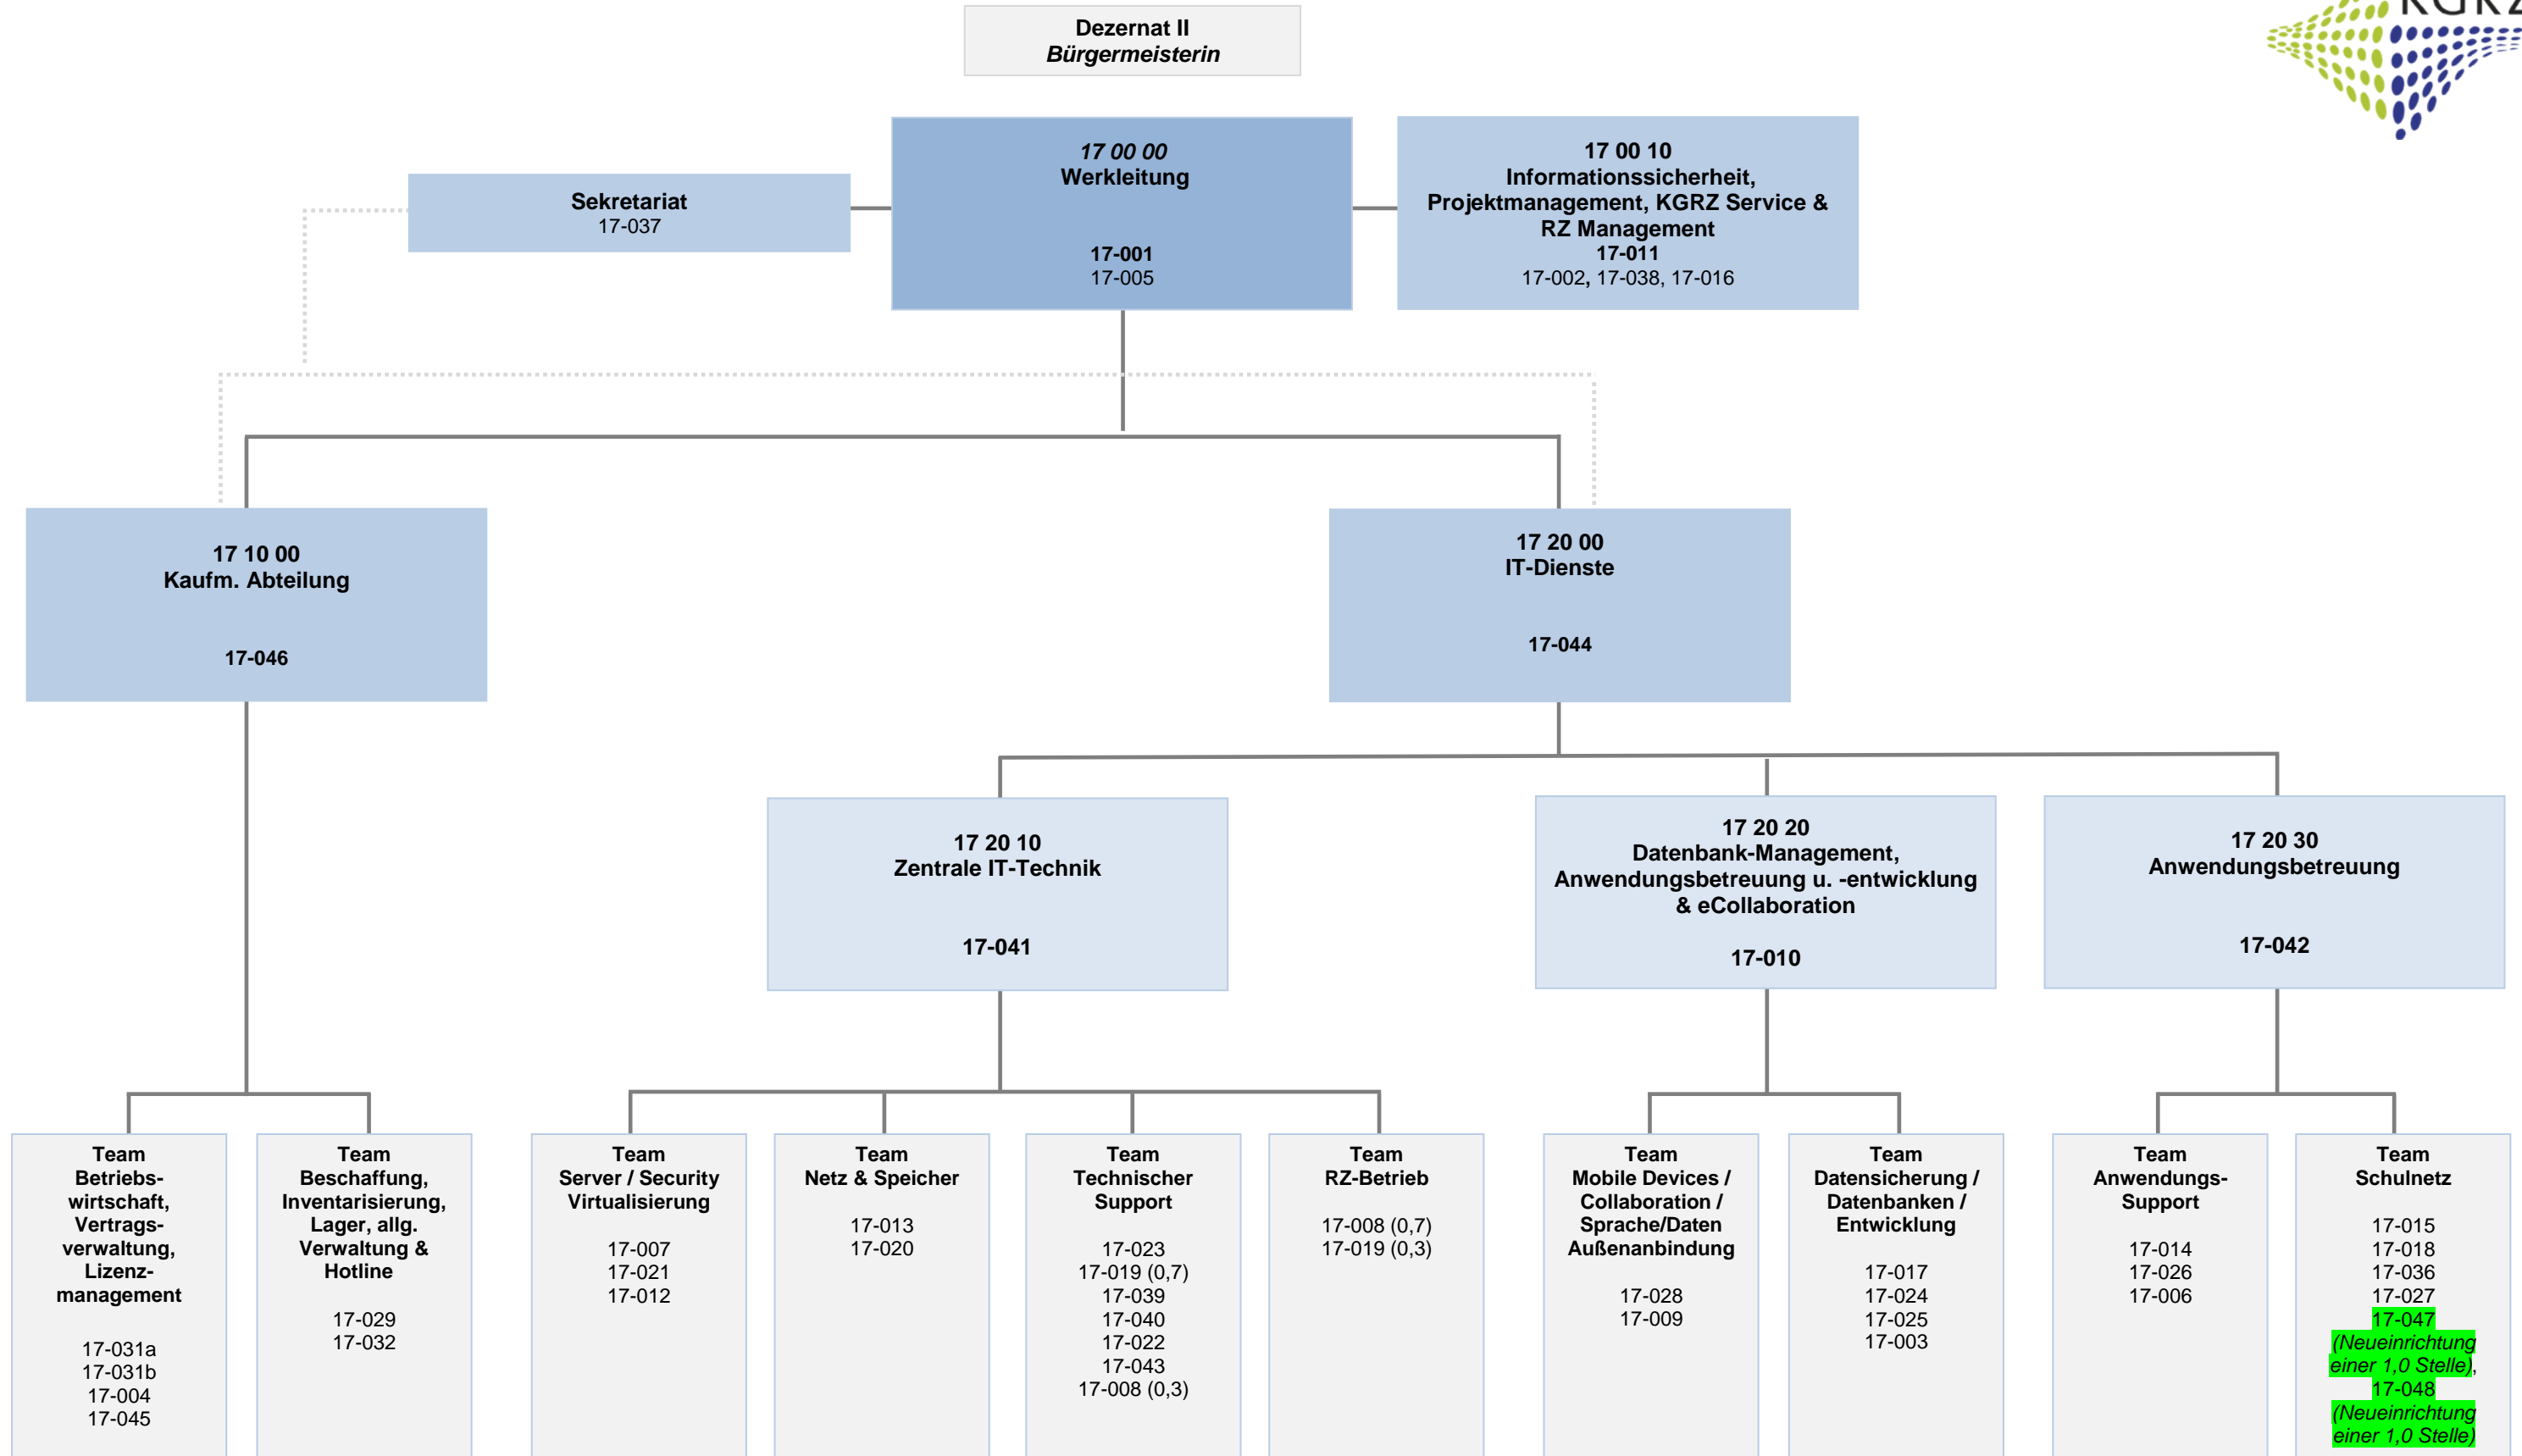 KGRZ
Dezernat II
Bürgermeisterin
Sekretariat
17-037
17 00 00
Werkleitung
17-001
17-005
17 00 10
Informationssicherheit,
Projektmanagement, KGRZ Service &
RZ Management
17-011
17-002, 17-038, 17-016
17 10 00
Kaufm. Abteilung
17-046
17 20 00
IT-Dienste
17-044
17 20 10
Zentrale IT-Technik
17-041
17 20 20
Datenbank-Management,
Anwendungsbetreuung u. -entwicklung
& eCollaboration
17-010
17 20 30
Anwendungsbetreuung
17-042
Team
Betriebs-
wirtschaft,
Vertrags-
verwaltung,
Lizenz-
management
17-031a
17-031b
17-004
17-045
Team
Beschaffung,
Inventarisierung,
Lager, allg.
Verwaltung &
Hotline
17-029
17-032
Team
Server / Security
Virtualisierung
17-007
17-021
17-012
Team
Netz & Speicher
17-013
17-020
Team
Technischer
Support
17-023
17-019 (0,7)
17-039
17-040
17-022
17-043
17-008 (0,3)
Team
RZ-Betrieb
17-008 (0,7)
17-019 (0,3)
Team
Mobile Devices /
Collaboration /
Sprache/Daten
Außenanbindung
17-028
17-009
Team
Datensicherung /
Datenbanken /
Entwicklung
17-017
17-024
17-025
17-003
Team
Anwendungs-
Support
17-014
17-026
17-006
Team
Schulnetz
17-015
17-018
17-036
17-027
17-047
(Neueinrichtung
einer 1,0 Stelle),
17-048
(Neueinrichtung
einer 1,0 Stelle)